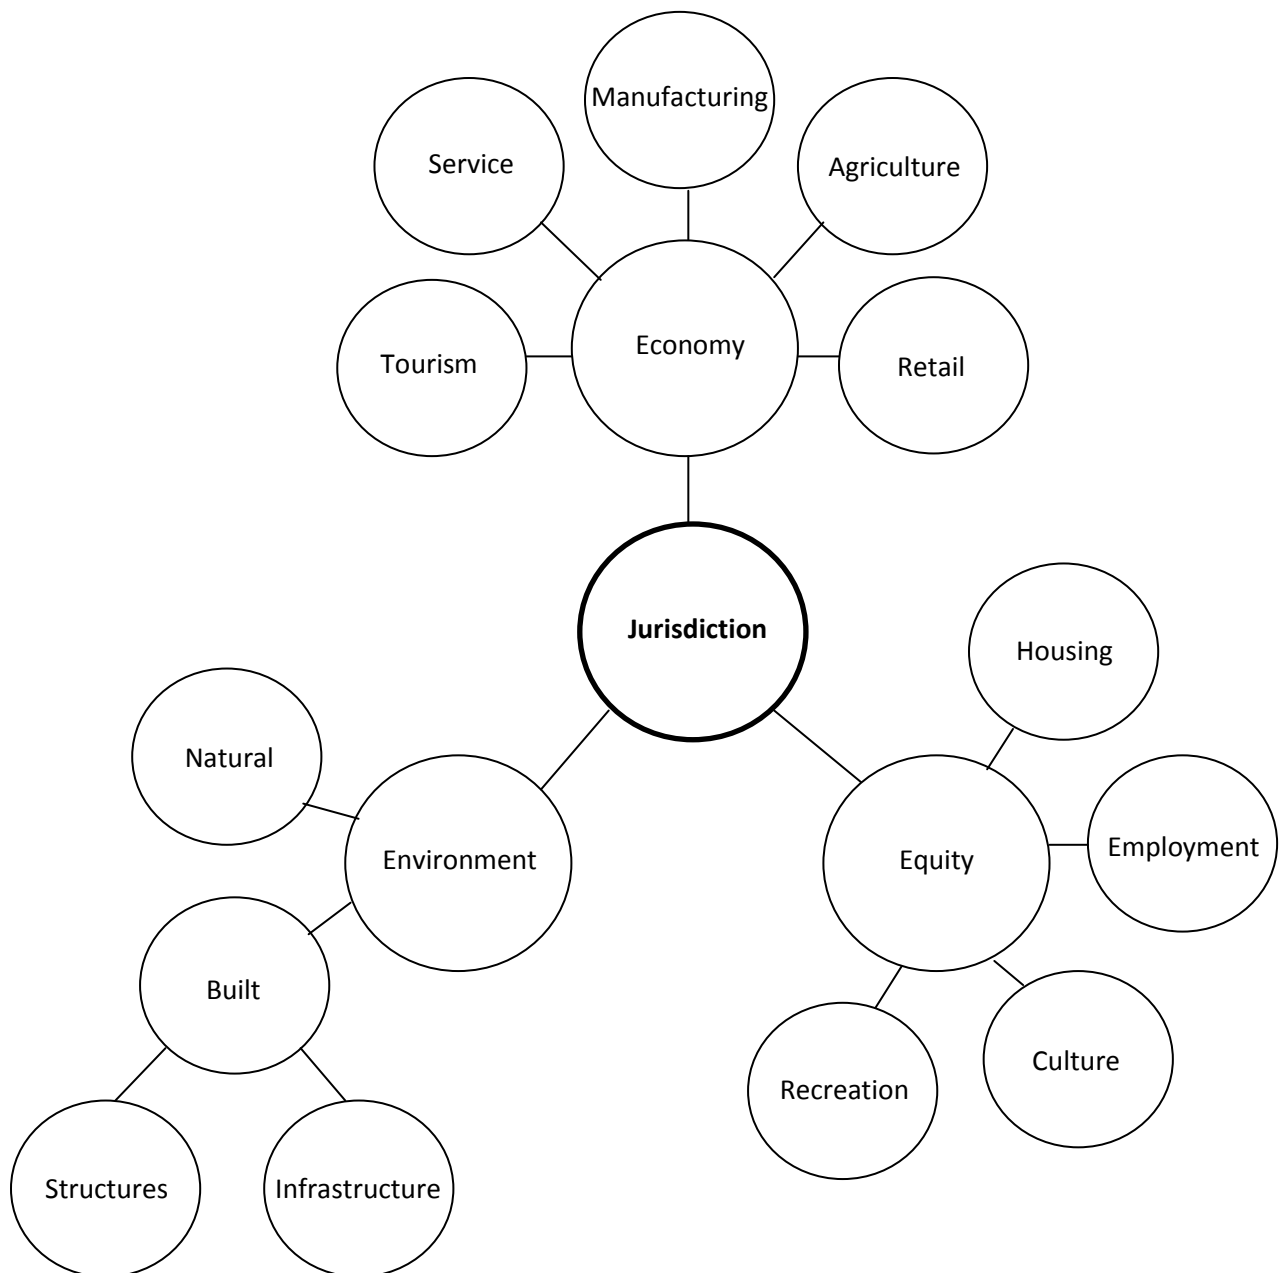 Manufacturing
Service
Agriculture
Economy
Tourism
Retail
Jurisdiction
Housing
Natural
Employment
Environment
Equity
Built
Culture
Recreation
Structures
Infrastructure